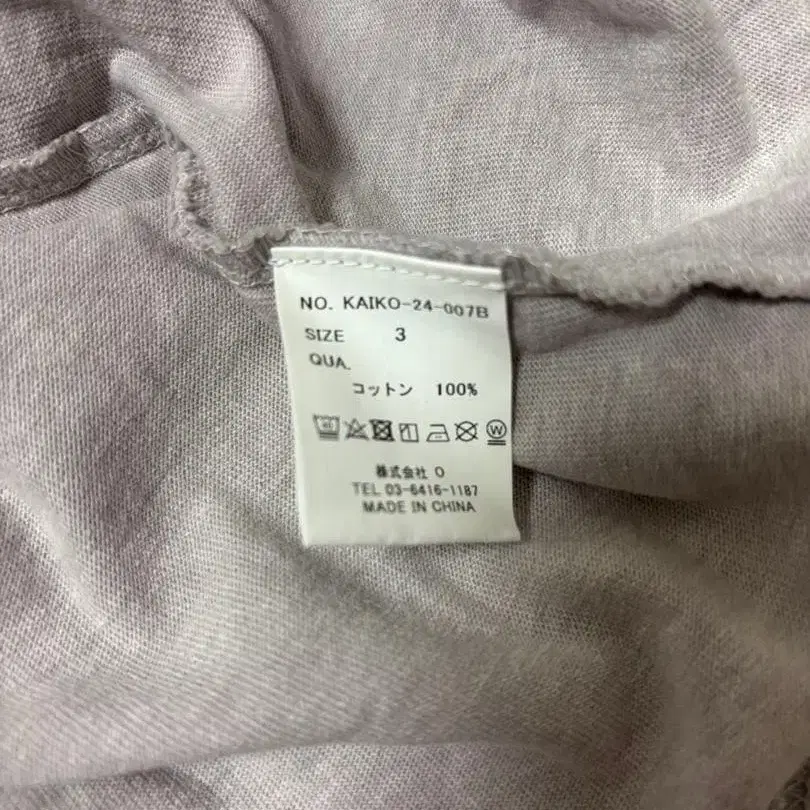 NO. KAIKO-24-007B
SIZE 3
QUA.
コットン 100%
W
株式会社 O
TEL 03-6416-1187
MADE IN CHINA